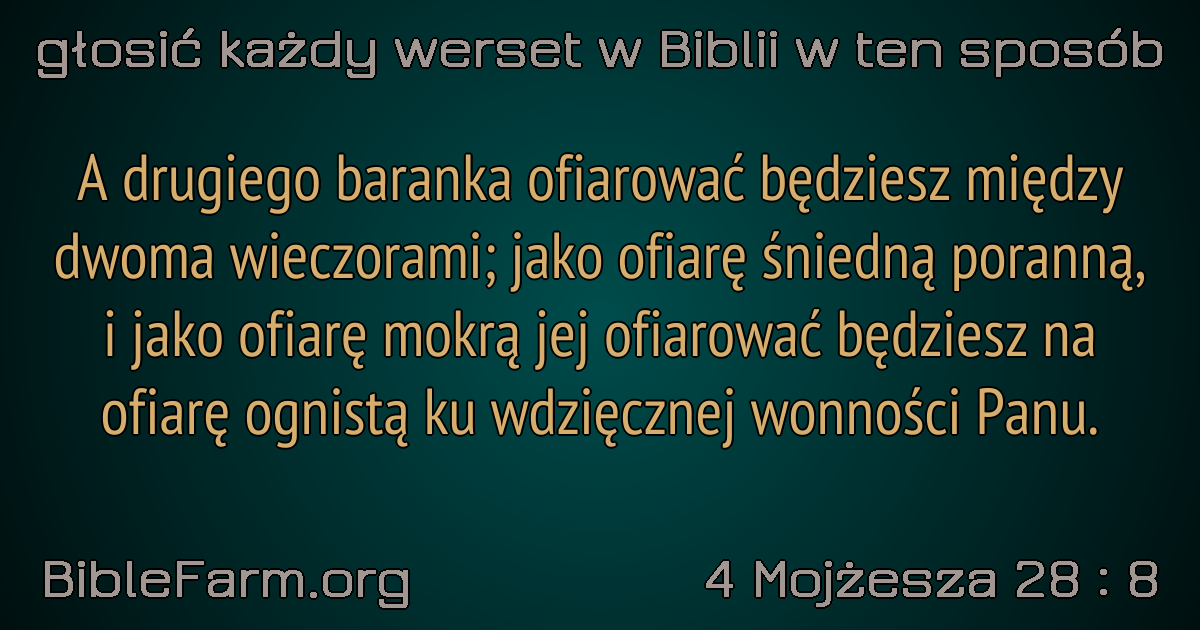 głosić każdy werset w Biblii w ten sposób
A drugiego baranka ofiarować będziesz między
dwoma wieczorami; jako ofiarę śniedną poranną,
i jako ofiarę mokrą jej ofiarować będziesz na
ofiarę ognistą ku wdzięcznej wonności Panu.
BibleFarm.org
4 Mojżesza 28 : 8